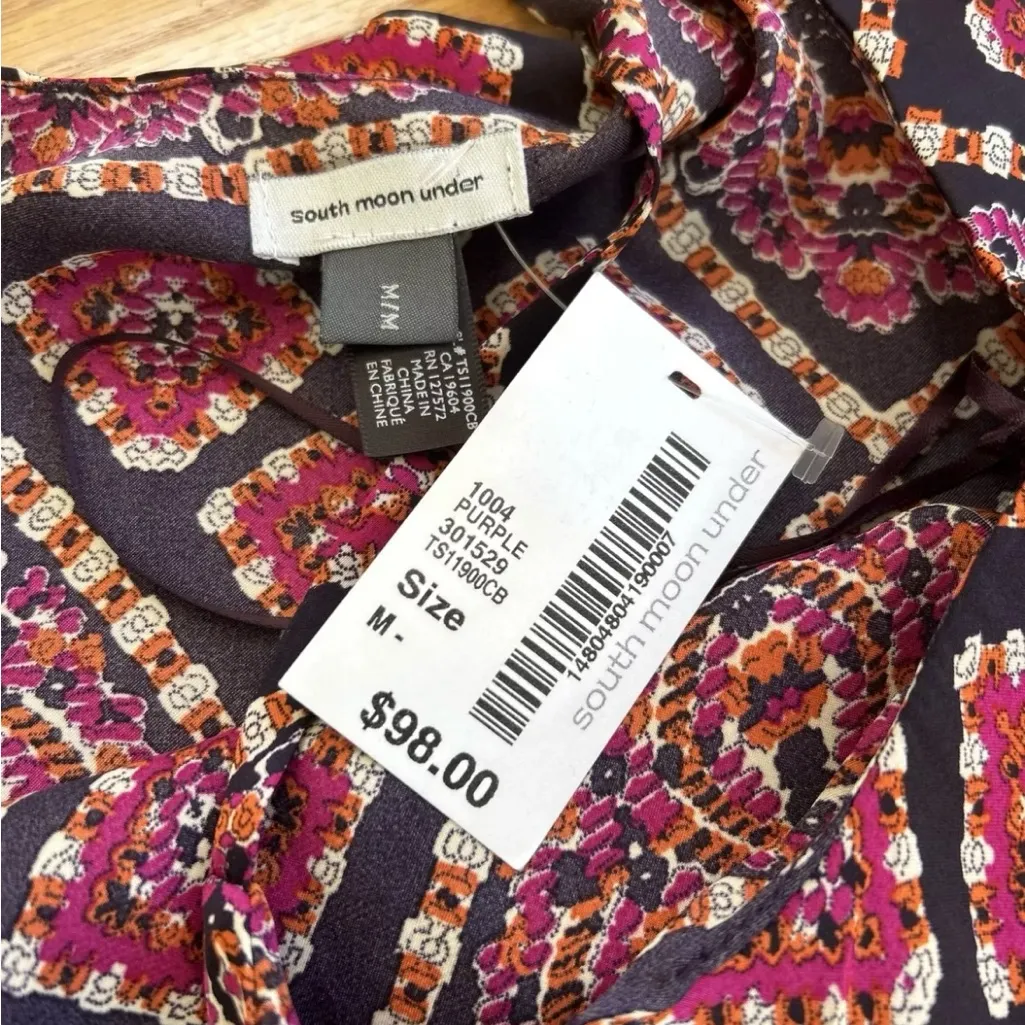 south moon under
M/M
TS11900CB
CA 19604
RN 127572
MADE IN
CHINA
FABRIQUÉ
EN CHINE
1004
PURPLE
301529
TS11900CB
Size
M -
$98.00
14804804190007
south moon under